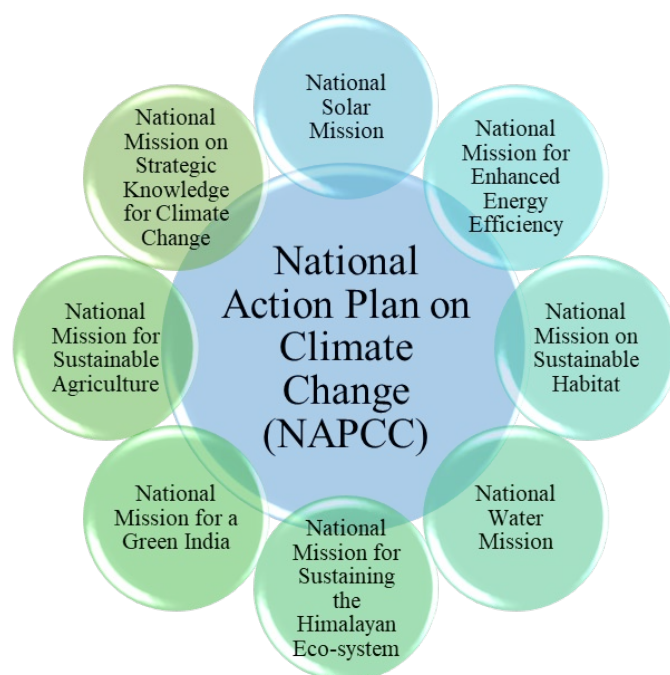 National
Action Plan on
Climate
Change
(NAPCC)
National
Solar
Mission
National
Mission for
Enhanced
Energy
Efficiency
National
Mission on
Sustainable
Habitat
National
Water
Mission
National
Mission for
Sustaining
the
Himalayan
Eco-system
National
Mission for a
Green India
National
Mission for
Sustainable
Agriculture
National
Mission on
Strategic
Knowledge
for Climate
Change